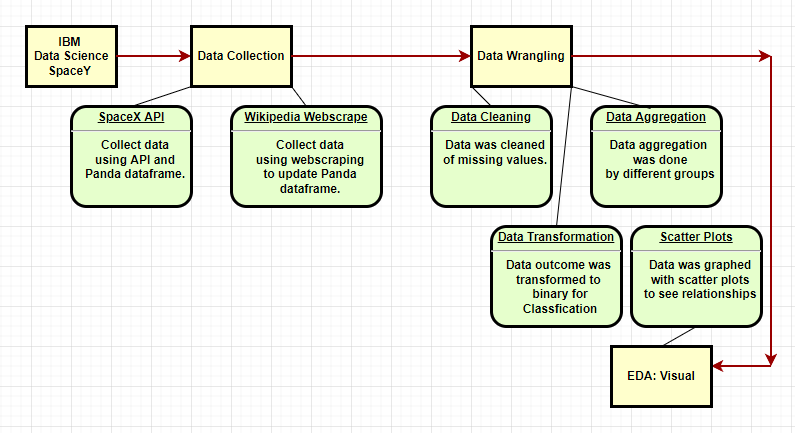 IBM
Data Science
SpaceY
Data Collection
Data Wrangling
SpaceX API
Collect data
using API and
Panda dataframe.
Wikipedia Webscrape
Collect data
using webscraping
to update Panda
dataframe.
Data Cleaning
Data was cleaned
of missing values.
Data Aggregation
Data aggregation
was done
by different groups
Data Transformation
Data outcome was
transformed to
binary for
Classfication
Scatter Plots
Data was graphed
with scatter plots
to see relationships
EDA: Visual